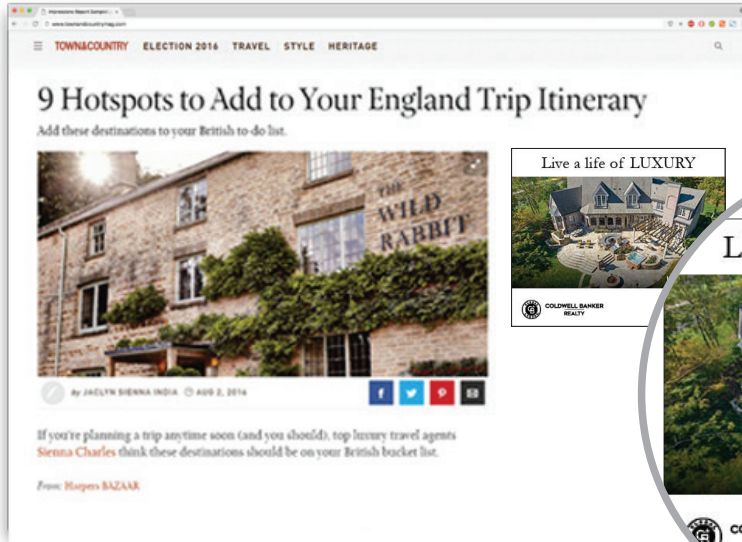 www.townandcountrymag.com
TOWN&COUNTRY ELECTION 2016 TRAVEL STYLE HERITAGE
9 Hotspots to Add to Your England Trip Itinerary
Add these destinations to your British to-do list.
THE
WILD
RABBIT
By JACLYN SIENNA INDIA AUG 2, 2016
If you're planning a trip anytime soon (and you should), top luxury travel agents
Sienna Charles think these destinations should be on your British bucket list.
From: Harpers BAZAAR
Live a life of LUXURY
COLDWELL BANKER
REALTY
L
CO